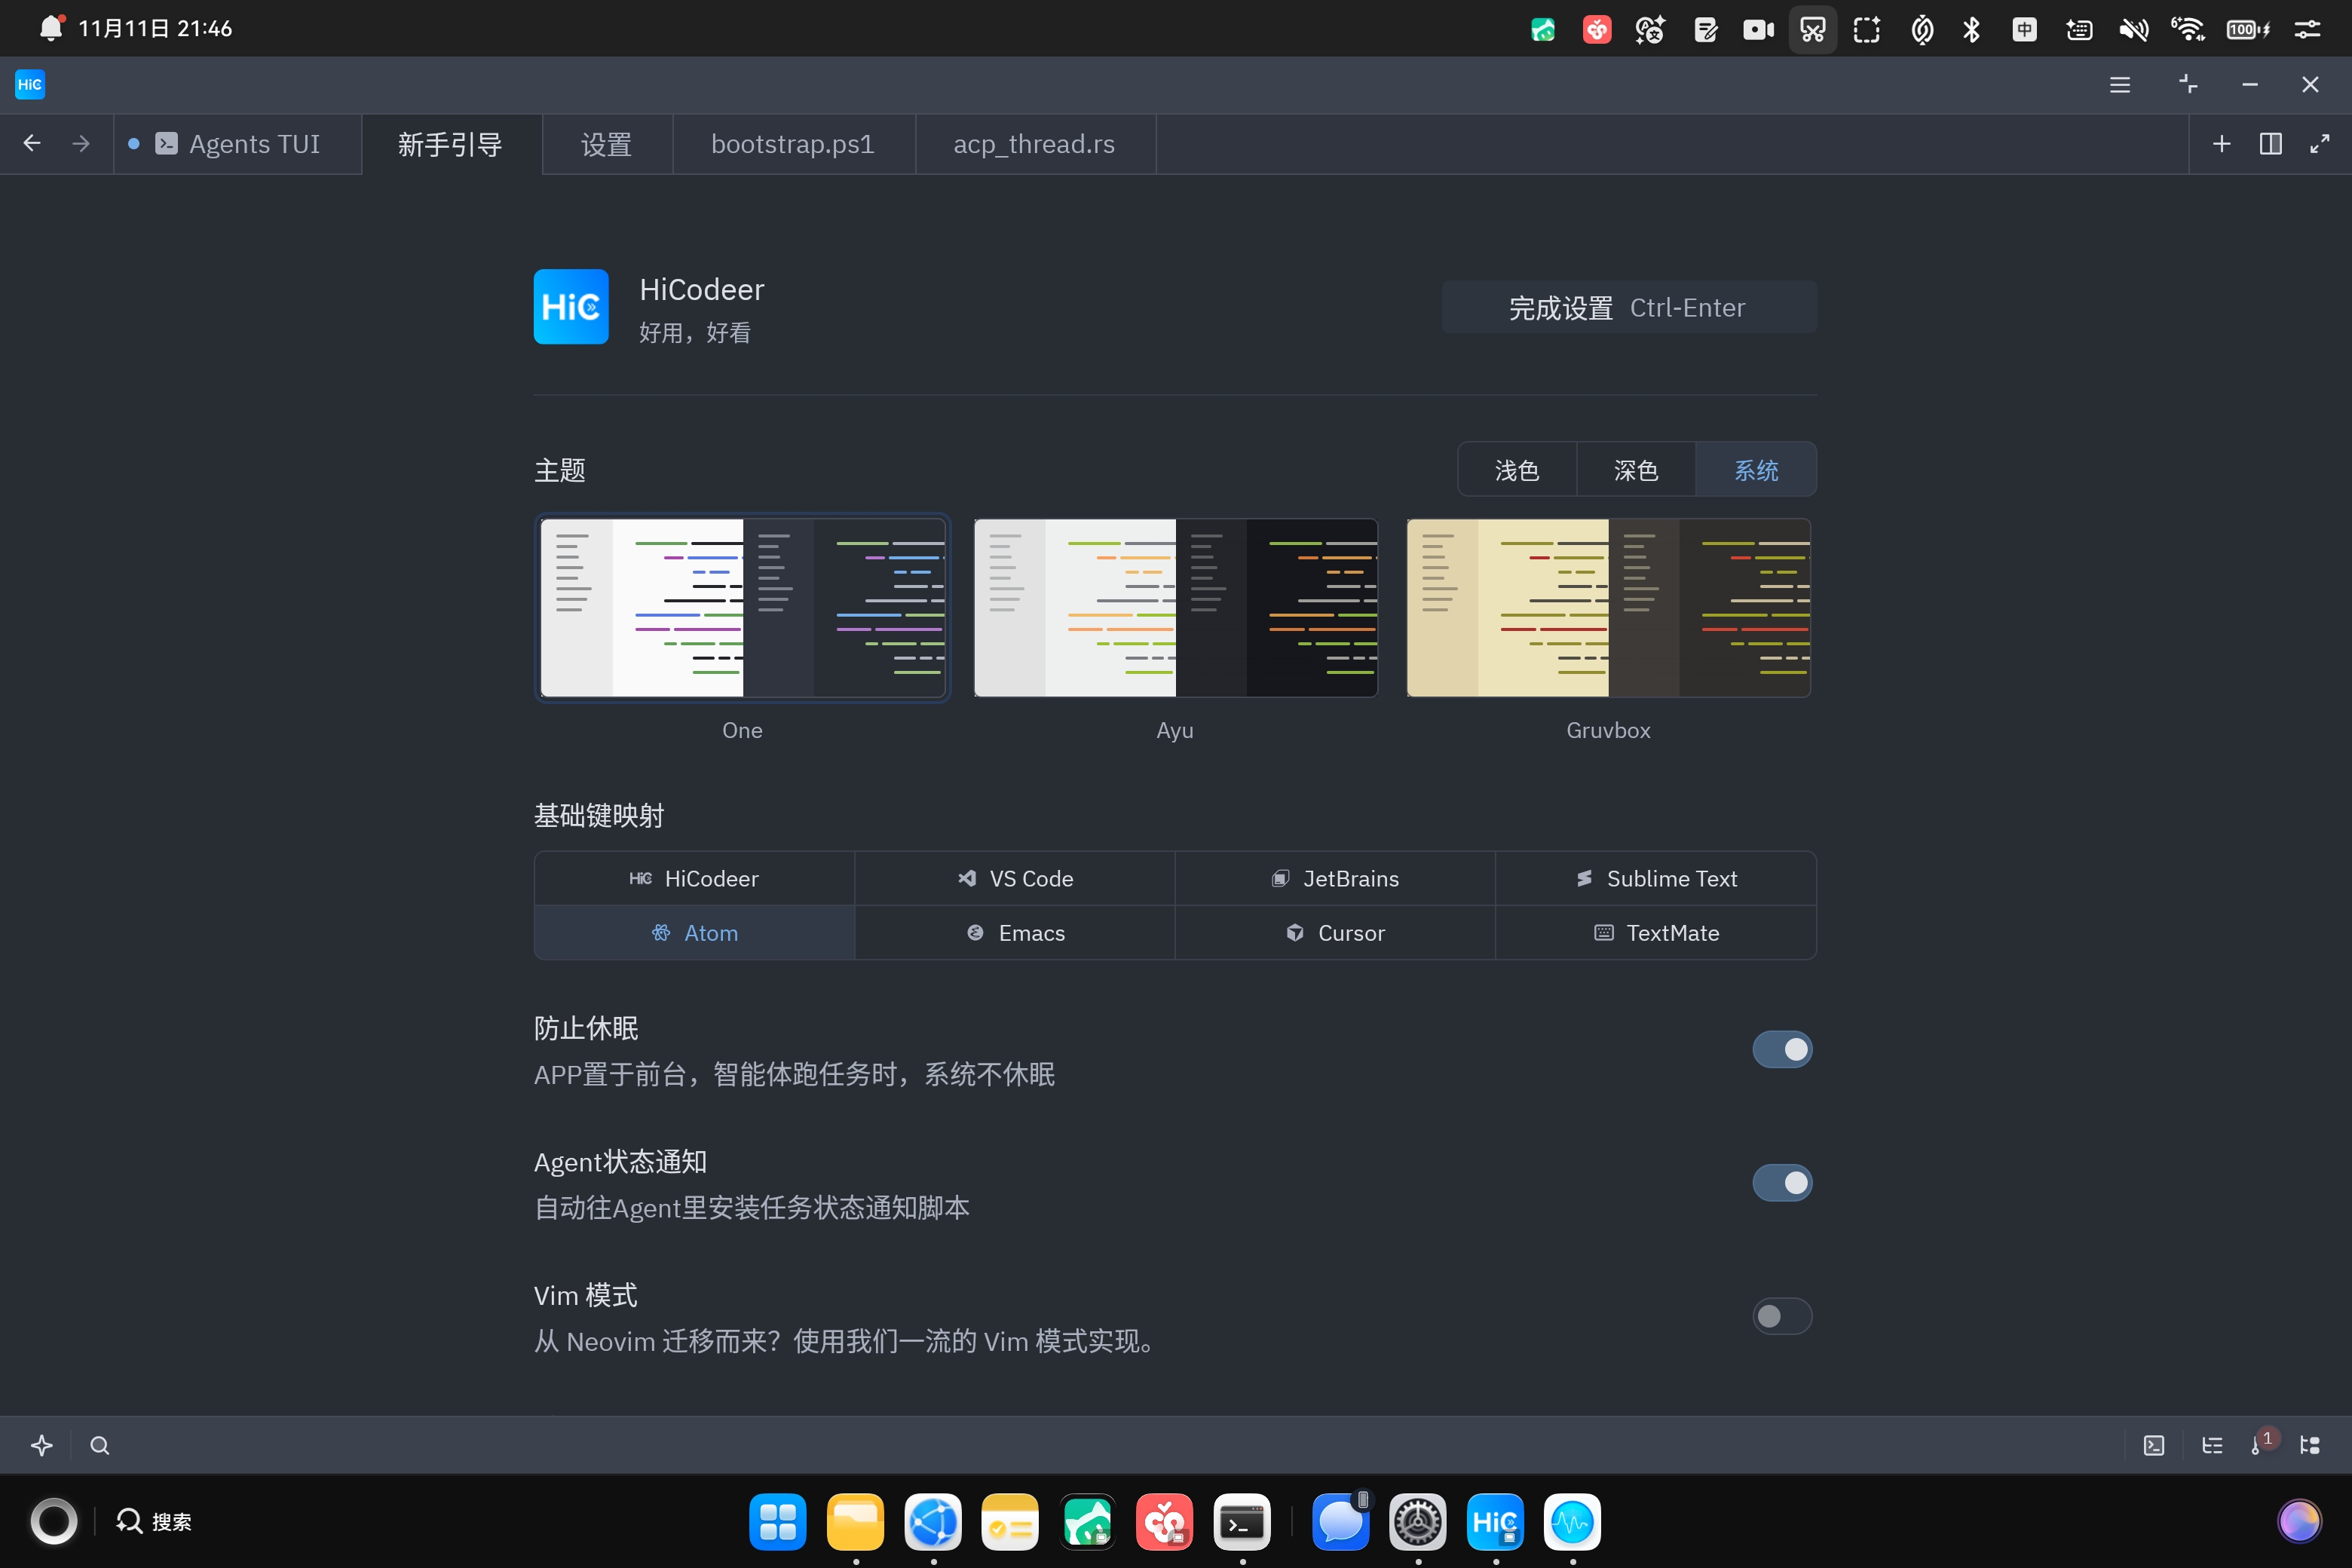 11月11日 21:46
中
6+
100
HiC
Agents TUI
新手引导
设置
bootstrap.ps1
acp_thread.rs
HiC
HiCodeer
好用，好看
完成设置 Ctrl-Enter
主题
浅色
深色
系统
One
Ayu
Gruvbox
基础键映射
HiC HiCodeer
VS Code
JetBrains
Sublime Text
Atom
Emacs
Cursor
TextMate
防止休眠
APP置于前台，智能体跑任务时，系统不休眠
Agent状态通知
自动往Agent里安装任务状态通知脚本
Vim 模式
从 Neovim 迁移而来？使用我们一流的 Vim 模式实现。
1
搜索
HiC